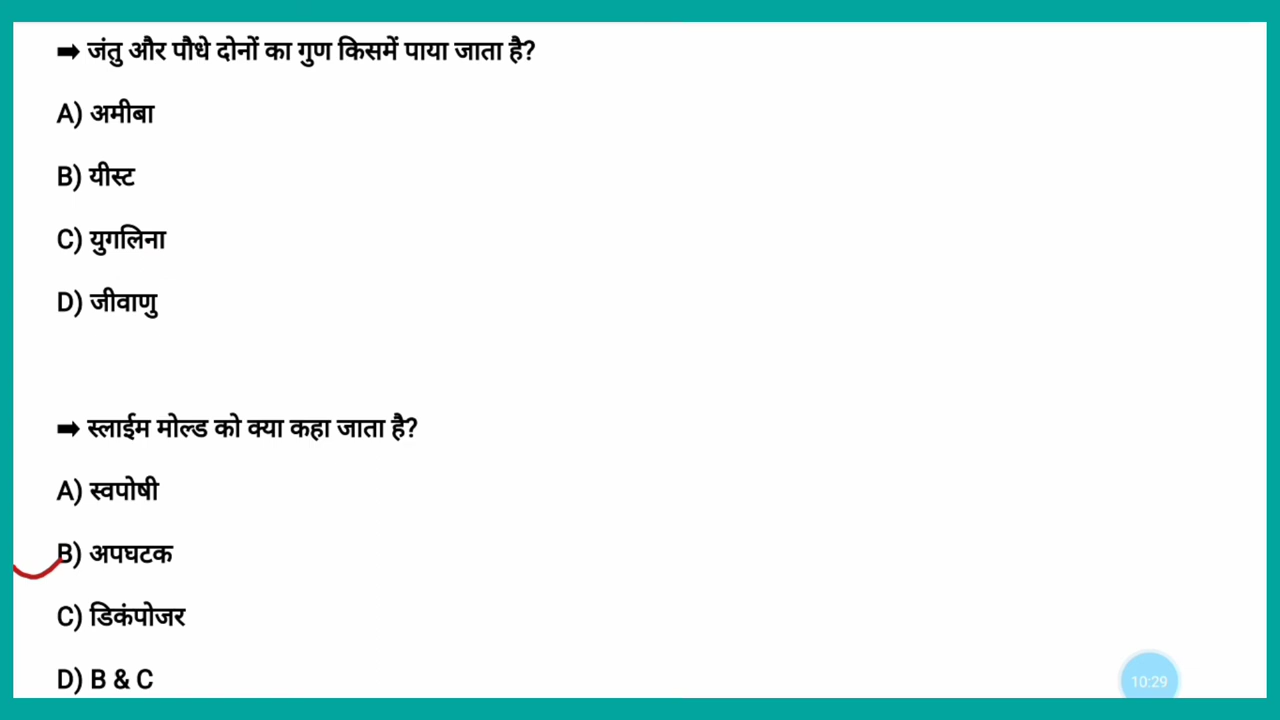 ➡ जंतु और पौधे दोनों का गुण किसमें पाया जाता है?
A) अमीबा
B) यीस्ट
C) युगलिना
D) जीवाणु
➡ स्लाईम मोल्ड को क्या कहा जाता है?
A) स्वपोषी
B) अपघटक
C) डिकंपोजर
D) B & C
10:29